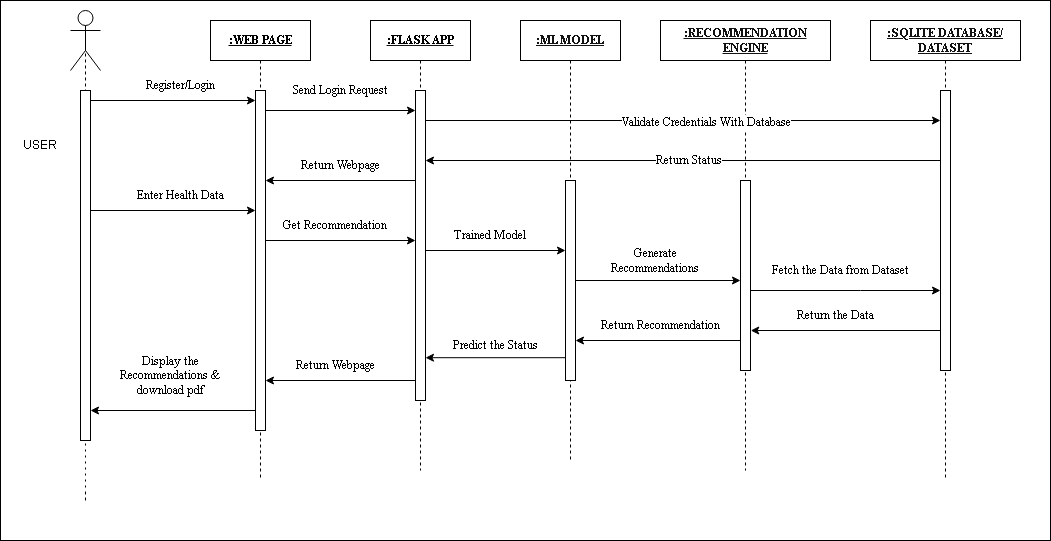 :WEB PAGE
:FLASK APP
:ML MODEL
:RECOMMENDATION
ENGINE
:SQLITE DATABASE/
DATASET
USER
Register/Login
Send Login Request
Validate Credentials With Database
Return Status
Return Webpage
Enter Health Data
Get Recommendation
Trained Model
Generate
Recommendations
Fetch the Data from Dataset
Return the Data
Return Recommendation
Predict the Status
Return Webpage
Display the
Recommendations &
download pdf